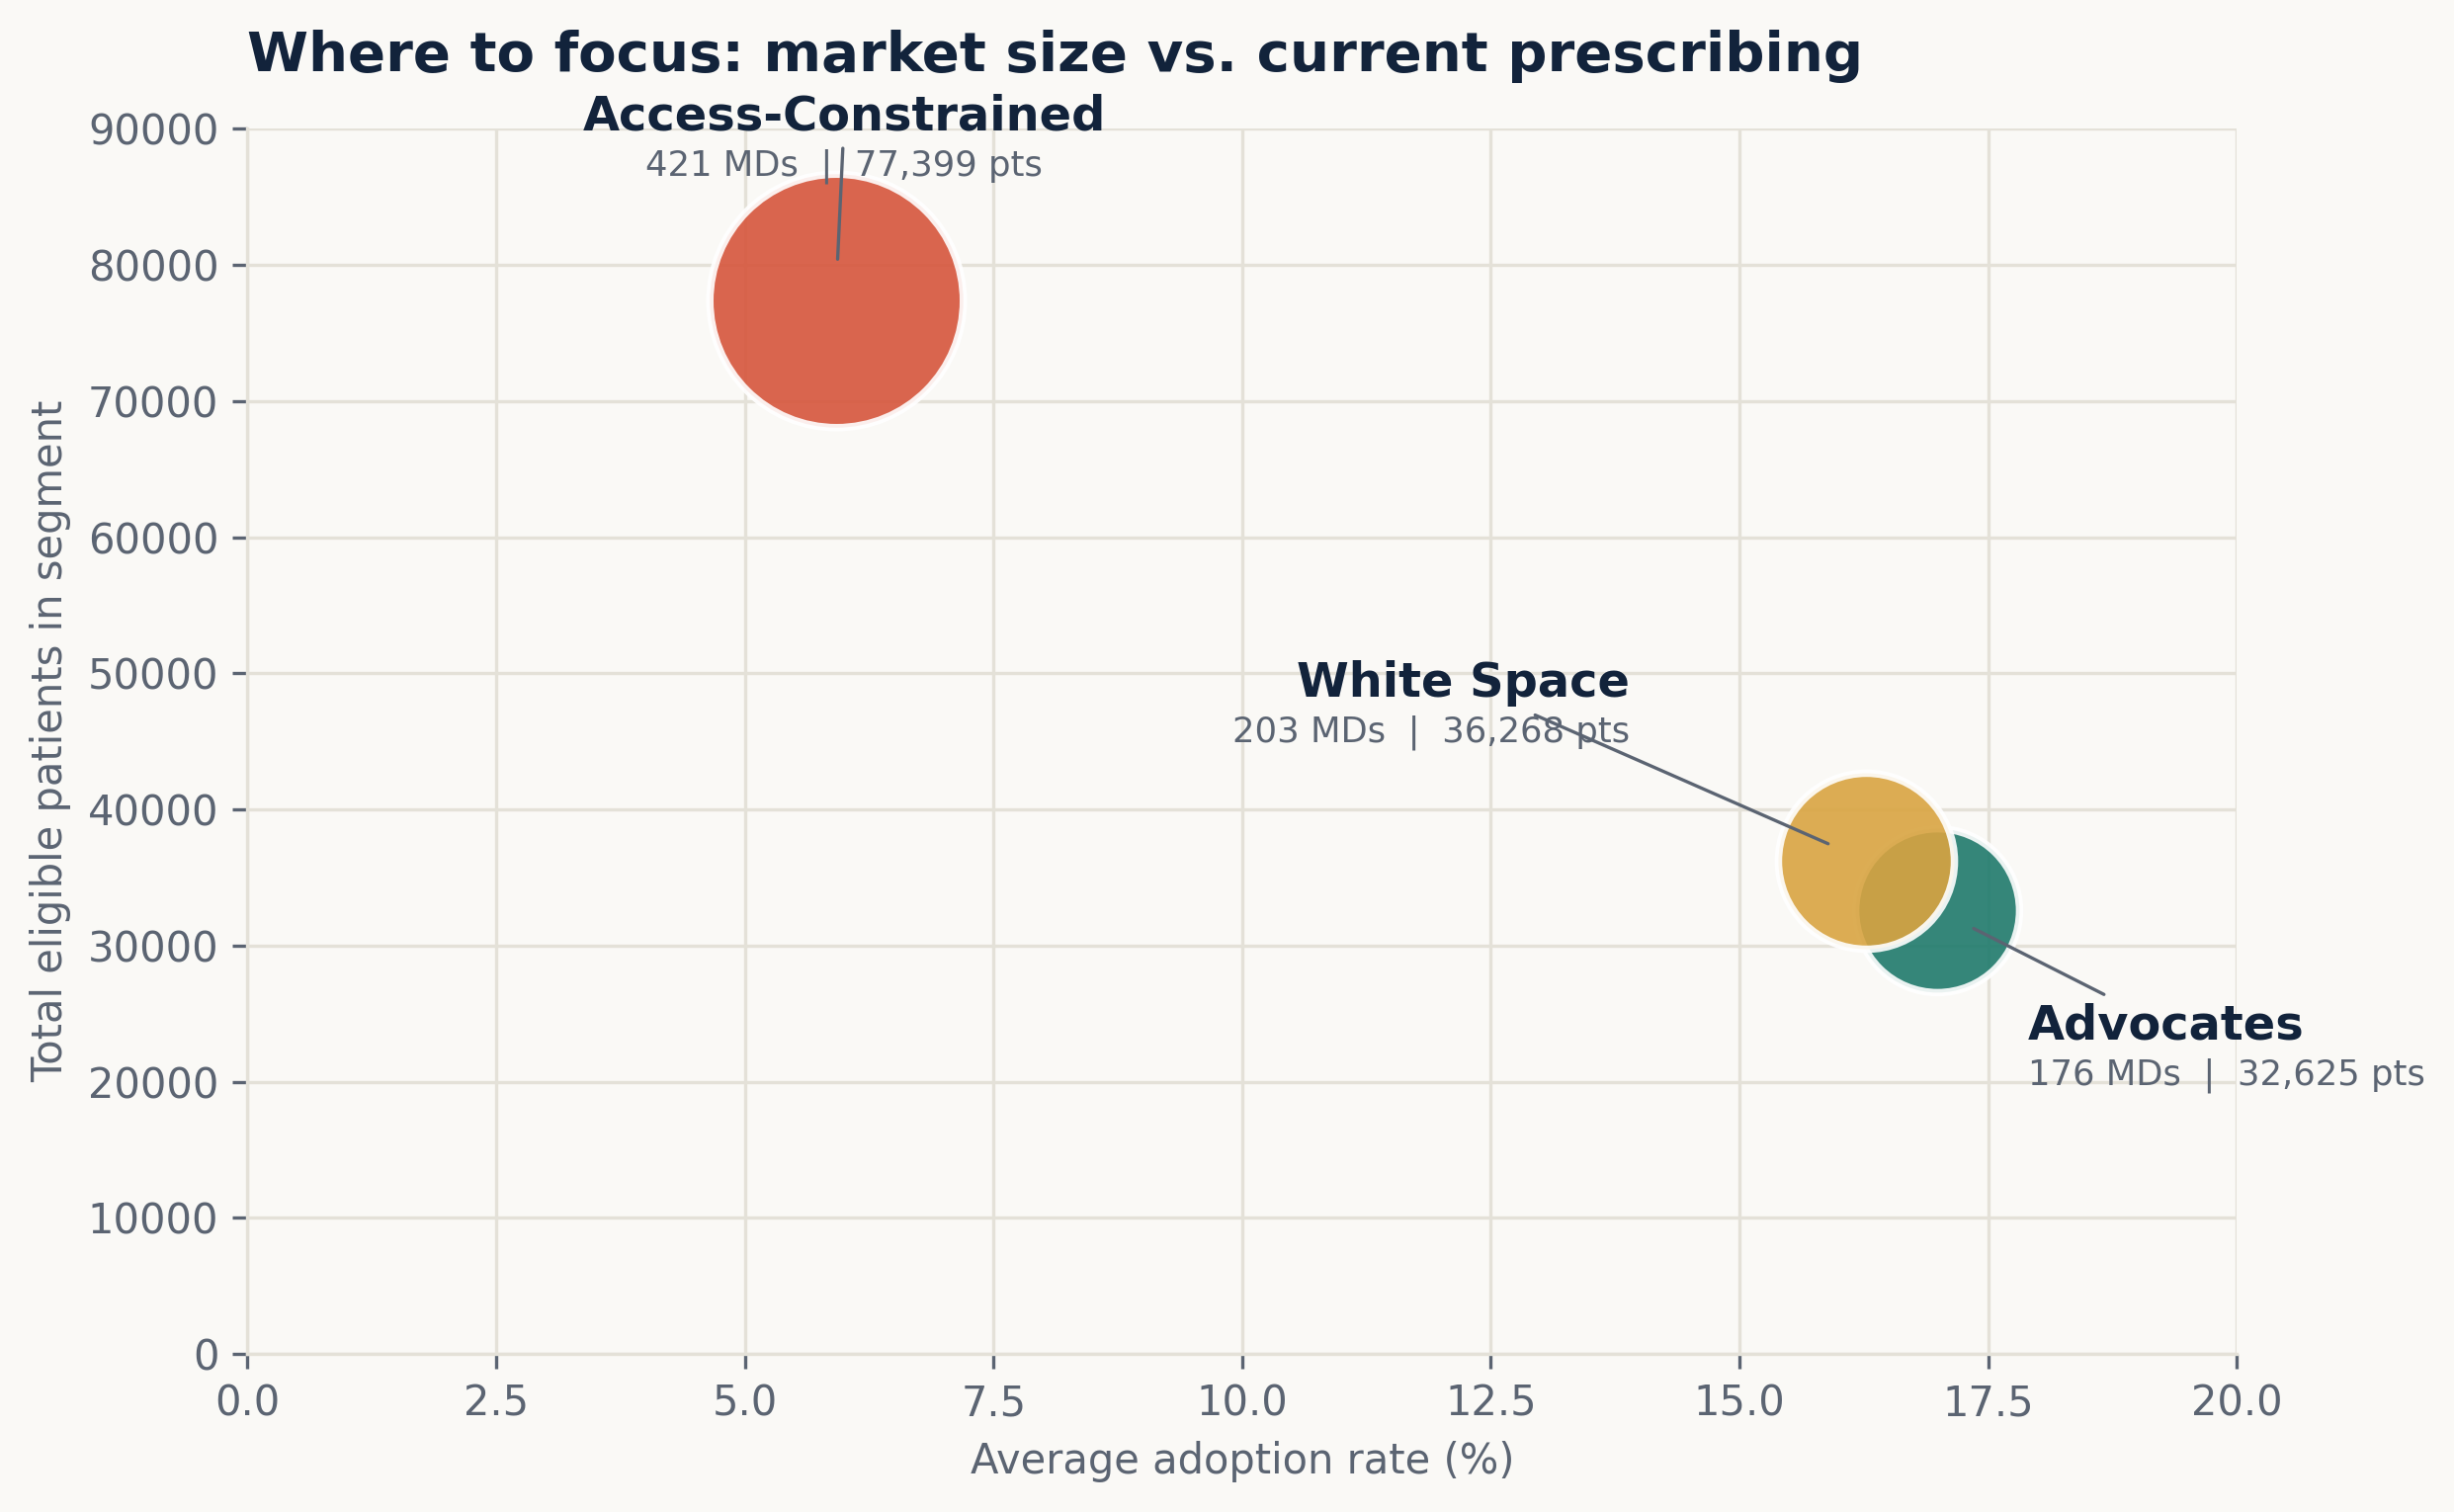 Where to focus: market size vs. current prescribing
Access-Constrained
421 MDs | 77,399 pts
White Space
203 MDs | 36,268 pts
Advocates
176 MDs | 32,625 pts
Total eligible patients in segment
90000
80000
70000
60000
50000
40000
30000
20000
10000
0
0.0 2.5 5.0 7.5 10.0 12.5 15.0 17.5 20.0
Average adoption rate (%)